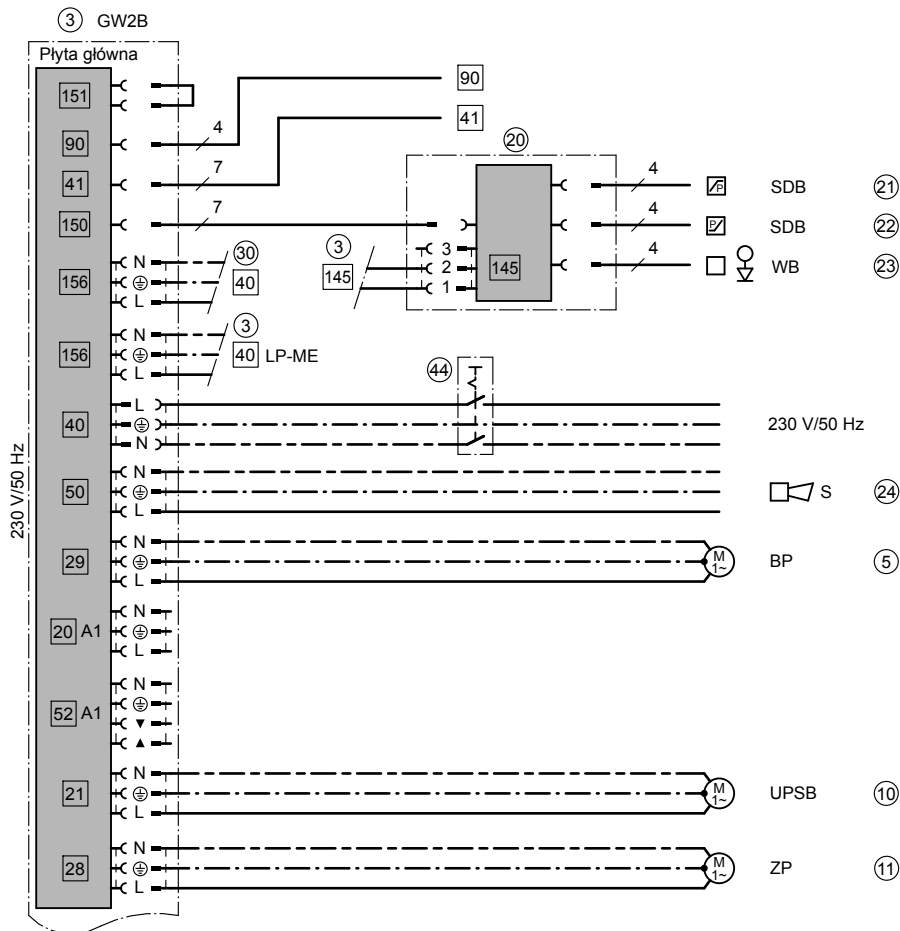 3 GW2B
Płyta główna
151
90
90
4
41
41
7
20
150
7
4
SDB
21
P
4
SDB
22
P
4
WB
23
3
2
1
145
3
145
156
N
L
30
40
156
N
L
3
40 LP-ME
44
40
L
N
230 V/50 Hz
230 V/50 Hz
50
N
L
S
24
29
N
L
M
1~
BP
5
20 A1
N
L
52 A1
N
▼
▲
21
N
L
M
1~
UPSB
10
28
N
L
M
1~
ZP
11